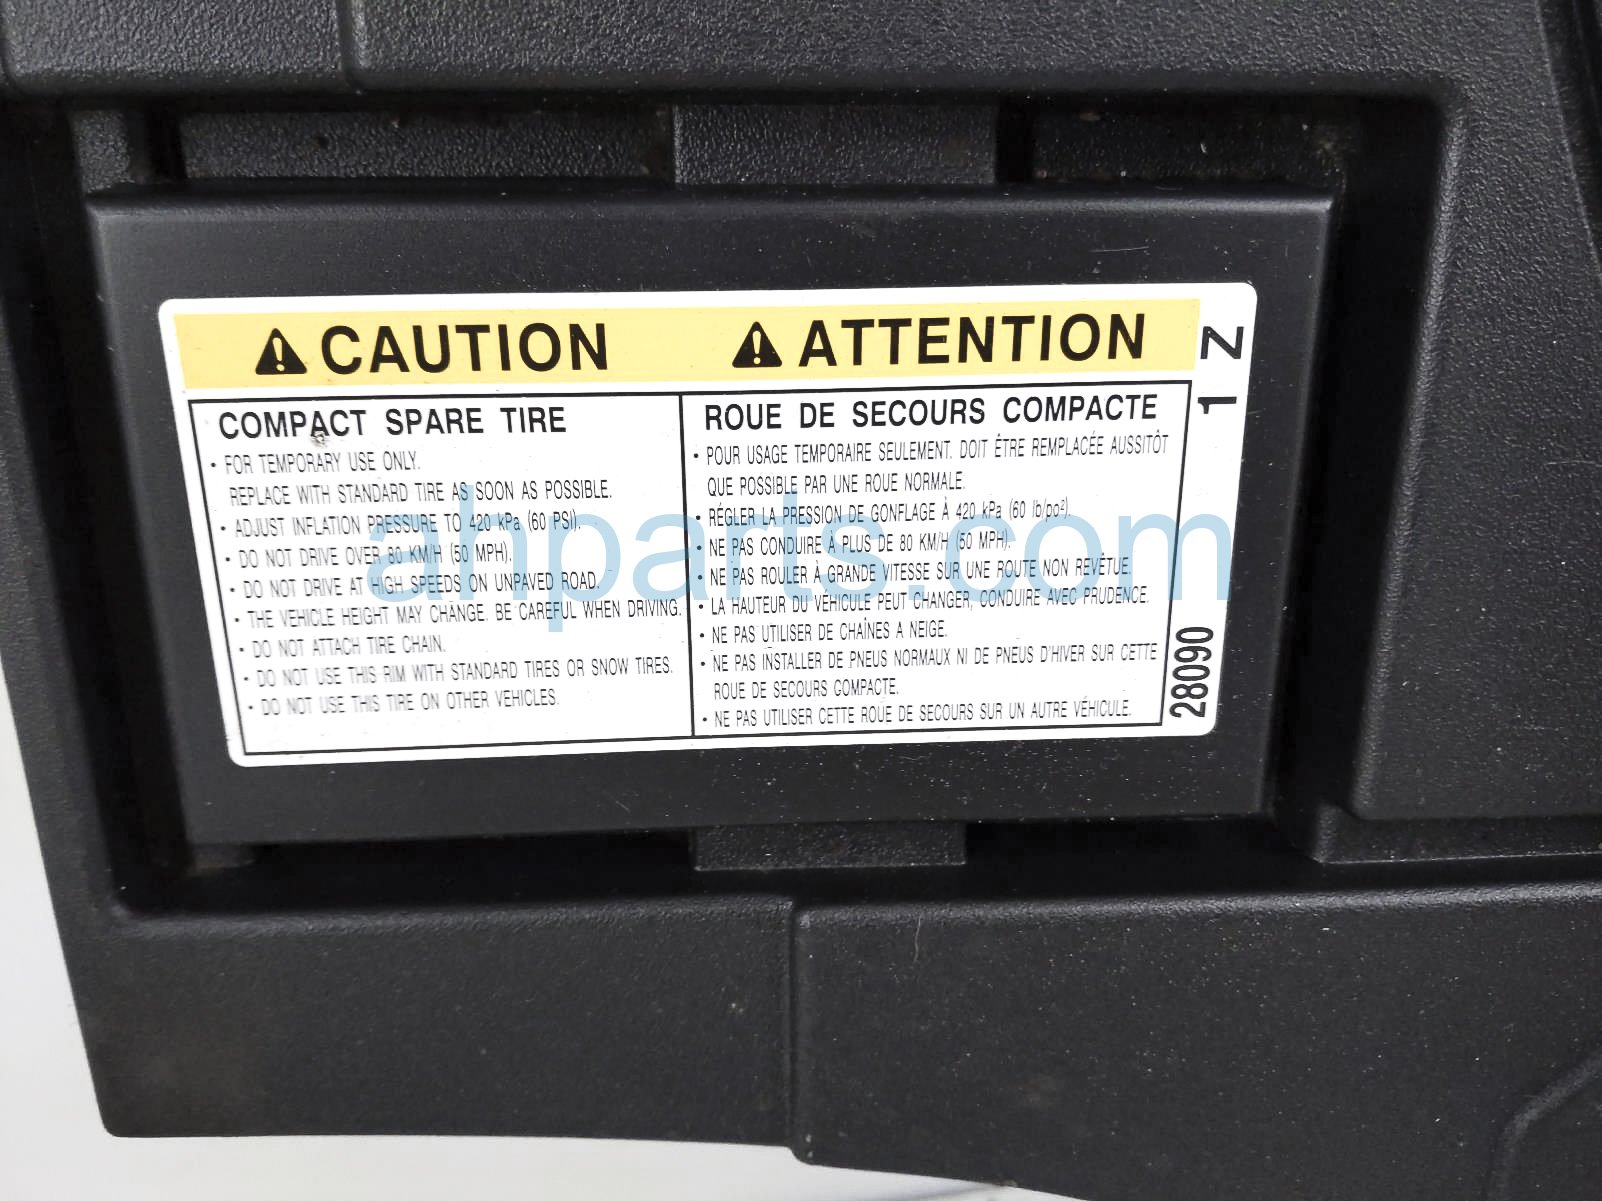 CAUTION
COMPACT SPARE TIRE
• FOR TEMPORARY USE ONLY.
REPLACE WITH STANDARD TIRE AS SOON AS POSSIBLE.
• ADJUST INFLATION PRESSURE TO 420 kPa (60 PSI).
• DO NOT DRIVE OVER 80 KM/H (50 MPH).
• DO NOT DRIVE AT HIGH SPEEDS ON UNPAVED ROAD.
• THE VEHICLE HEIGHT MAY CHANGE. BE CAREFUL WHEN DRIVING.
• DO NOT ATTACH TIRE CHAIN.
• DO NOT USE THIS RIM WITH STANDARD TIRES OR SNOW TIRES.
• DO NOT USE THIS TIRE ON OTHER VEHICLES.
ATTENTION
ROUE DE SECOURS COMPACTE
• POUR USAGE TEMPORAIRE SEULEMENT. DOIT ÊTRE REMPLACÉE AUSSITÔT
QUE POSSIBLE PAR UNE ROUE NORMALE.
• RÉGLER LA PRESSION DE GONFLAGE À 420 kPa (60 lb/po²).
• NE PAS CONDUIRE À PLUS DE 80 KM/H (50 MPH).
• NE PAS ROULER À GRANDE VITESSE SUR UNE ROUTE NON REVÊTUE.
• LA HAUTEUR DU VÉHICULE PEUT CHANGER, CONDUIRE AVEC PRUDENCE.
• NE PAS UTILISER DE CHAÎNES A NEIGE.
• NE PAS INSTALLER DE PNEUS NORMAUX NI DE PNEUS D'HIVER SUR CETTE
ROUE DE SECOURS COMPACTE.
• NE PAS UTILISER CETTE ROUE DE SECOURS SUR UN AUTRE VÉHICULE.
28090 1 Z
ahparts.com